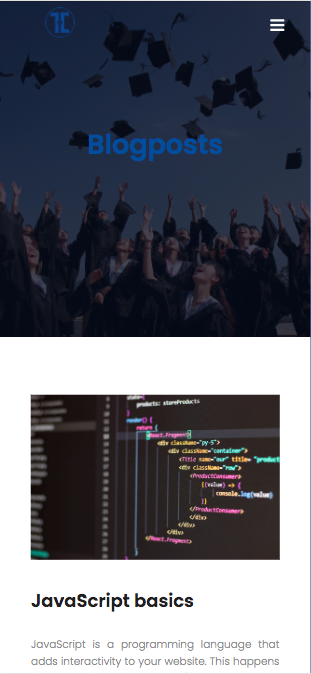 Blogposts
state={
products: storeProducts
render() {
return (
<React.Fragment>
<div className="py-5">
<div className="container">
<Title name="our" title= "product
<div className="row">
<ProductConsumer>
{(value) => {
console.log(value)
}}
</ProductConsumer>
</div>
</div>
</div>
</React.Fragment>
JavaScript basics
JavaScript is a programming language that
adds interactivity to your website. This happens